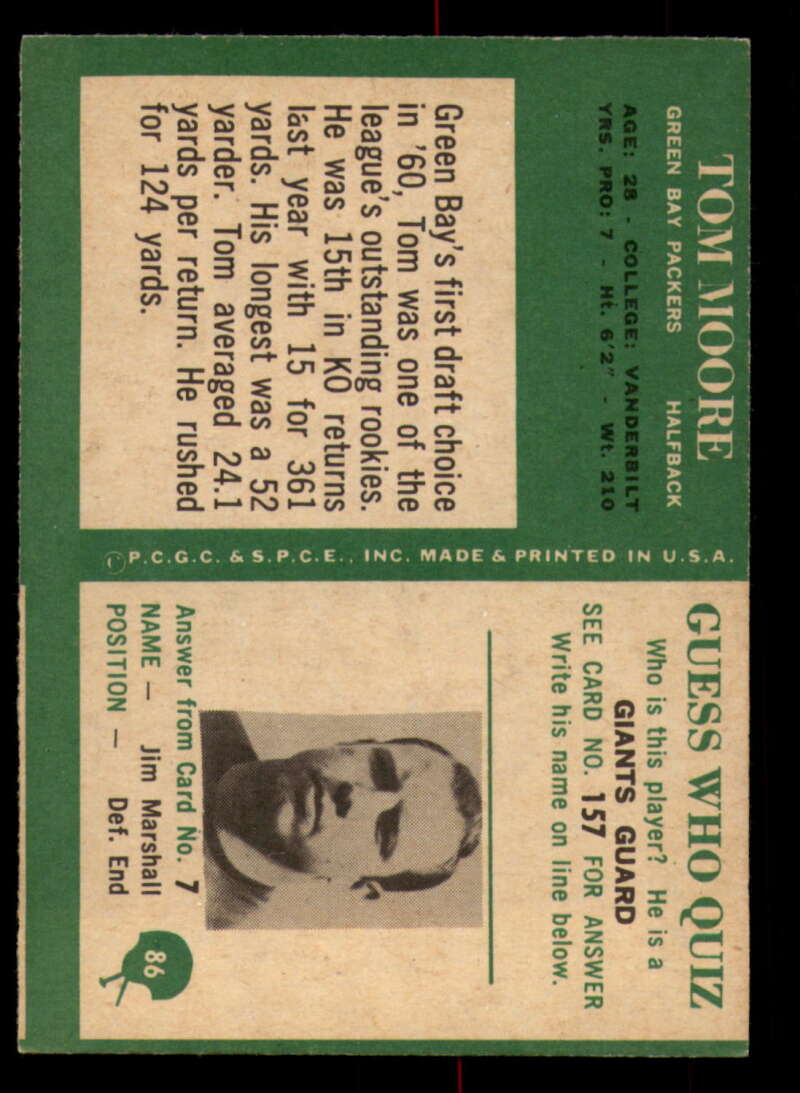 TOM MOORE
GREEN BAY PACKERS HALFBACK
AGE: 28 - COLLEGE: VANDERBILT
YRS. PRO: 7 - Ht. 6'2" - Wt. 210
Green Bay's first draft choice
in '60, Tom was one of the
league's outstanding rookies.
He was 15th in KO returns
last year with 15 for 361
yards. His longest was a 52
yarder. Tom averaged 24.1
yards per return. He rushed
for 124 yards.
©P.C.G.C. & S.P.C.E., INC. MADE & PRINTED IN U.S.A.
GUESS WHO QUIZ
Who is this player? He is a
GIANTS GUARD
SEE CARD NO. 157 FOR ANSWER
Write his name on line below.
Answer from Card No. 7
NAME — Jim Marshall
POSITION — Def. End
86